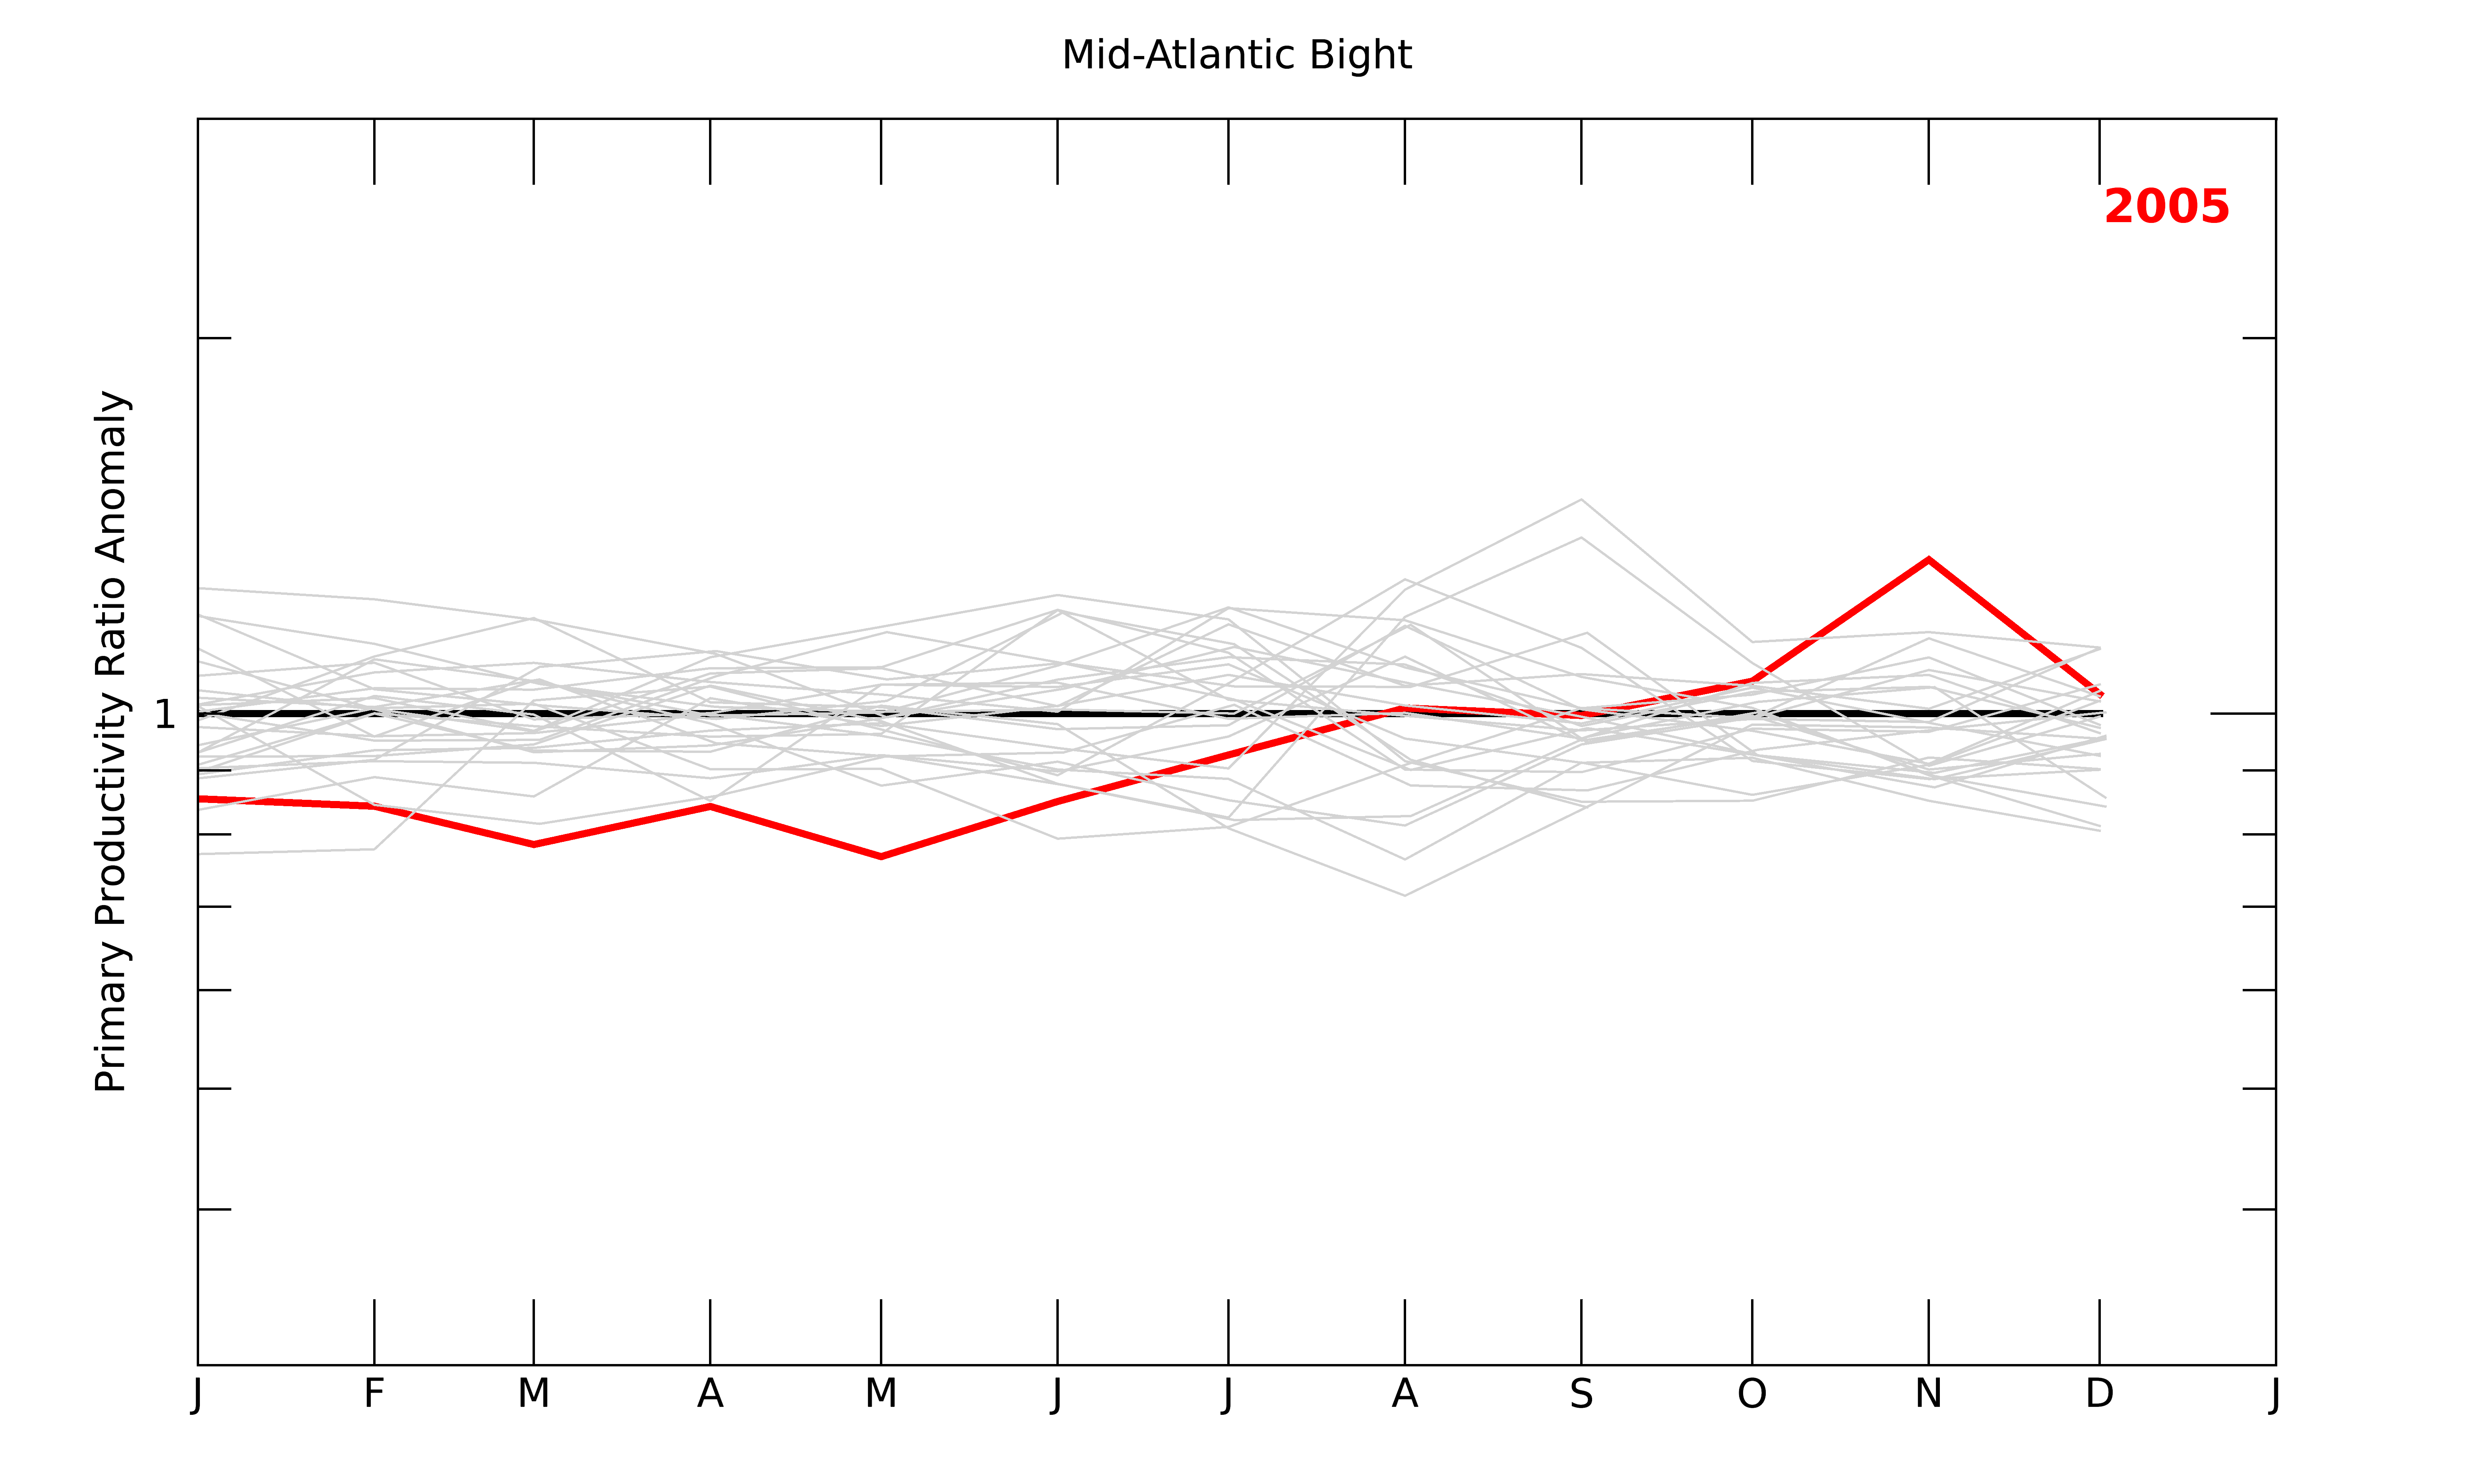 Mid-Atlantic Bight
2005
Primary Productivity Ratio Anomaly
1
J F M A M J J A S O N D J